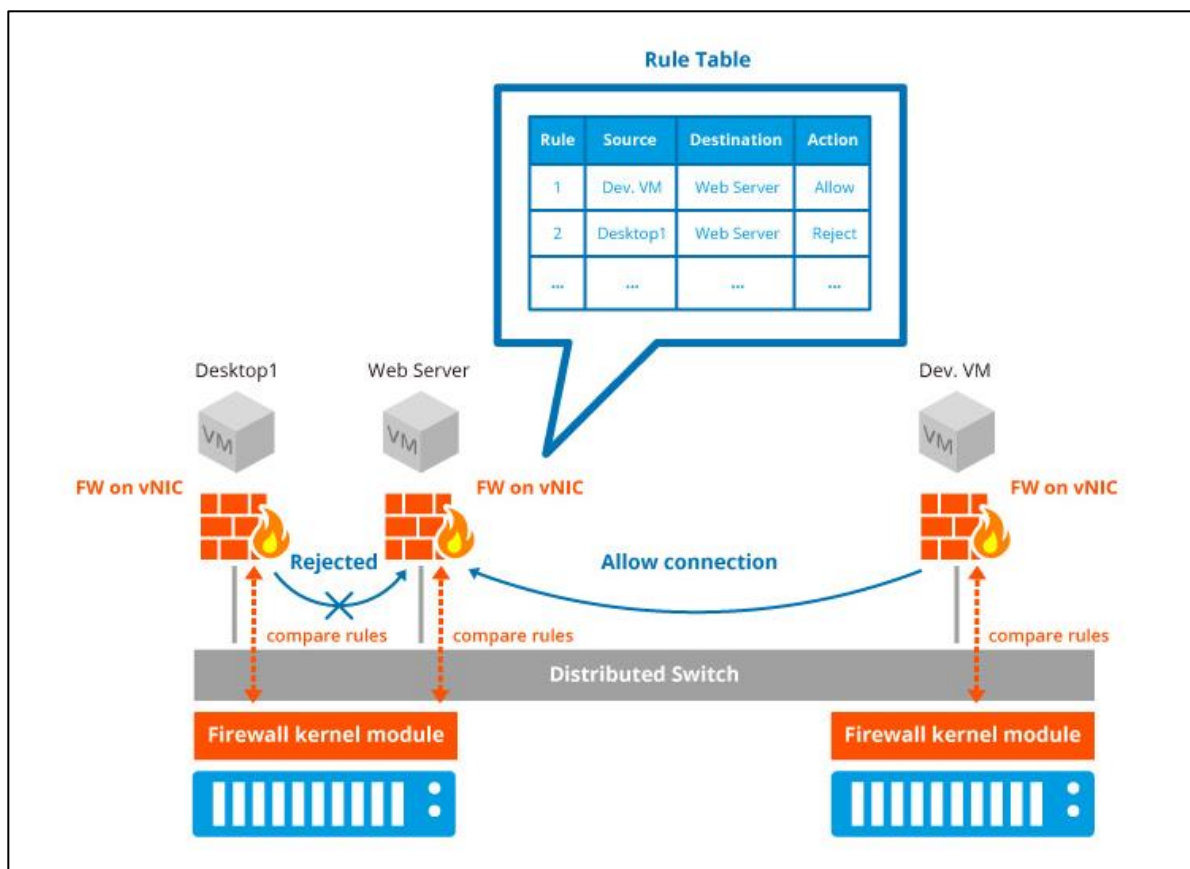 Rule Table
Rule Source Destination Action
1 Dev. VM Web Server Allow
2 Desktop1 Web Server Reject
... ... ... ...
Desktop1 Web Server Dev. VM
VM VM VM
FW on vNIC FW on vNIC FW on vNIC
Rejected Allow connection
compare rules compare rules compare rules
Distributed Switch
Firewall kernel module Firewall kernel module